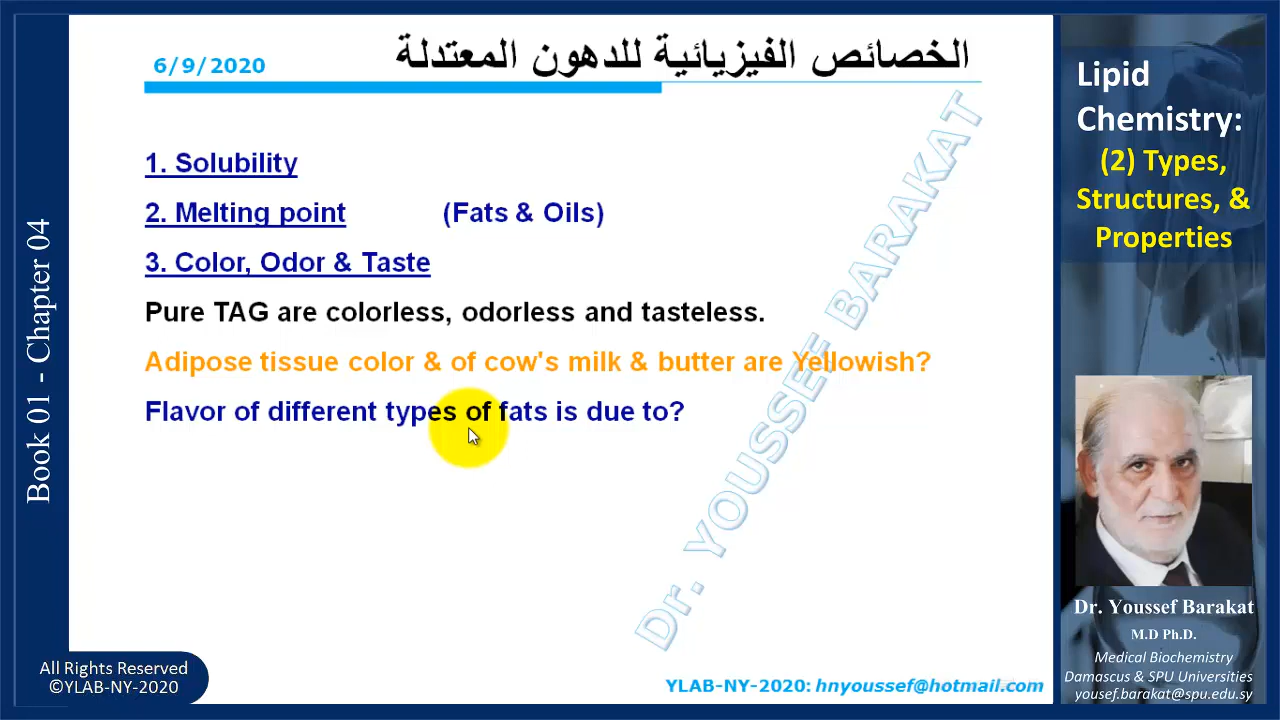 الخصائص الفيزيائية للدهون المعتدلة
6/9/2020
1. Solubility
2. Melting point (Fats & Oils)
3. Color, Odor & Taste
Pure TAG are colorless, odorless and tasteless.
Adipose tissue color & of cow's milk & butter are Yellowish?
Flavor of different types of fats is due to?
Dr. YOUSSEF BARAKAT
YLAB-NY-2020: hnyoussef@hotmail.com
Book 01 - Chapter 04
All Rights Reserved
©YLAB-NY-2020
Lipid
Chemistry:
(2) Types,
Structures, &
Properties
Dr. Youssef Barakat
M.D Ph.D.
Medical Biochemistry
Damascus & SPU Universities
yousef.barakat@spu.edu.sy